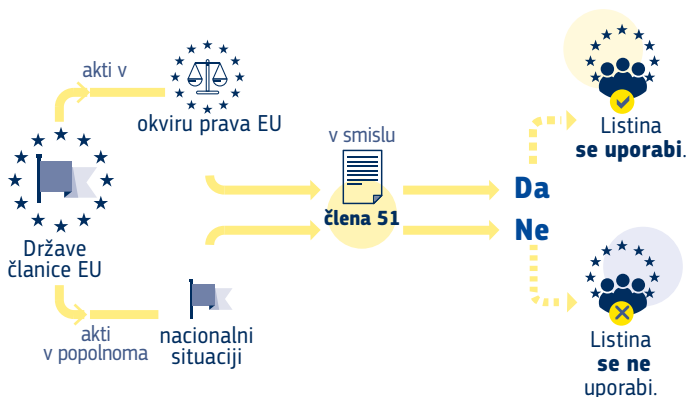 akti v
okviru prava EU
Države
članice EU
akti
v popolnoma
nacionalni
situaciji
v smislu
člena 51
Da
Ne
Listina
se uporabi.
Listina
se ne
uporabi.